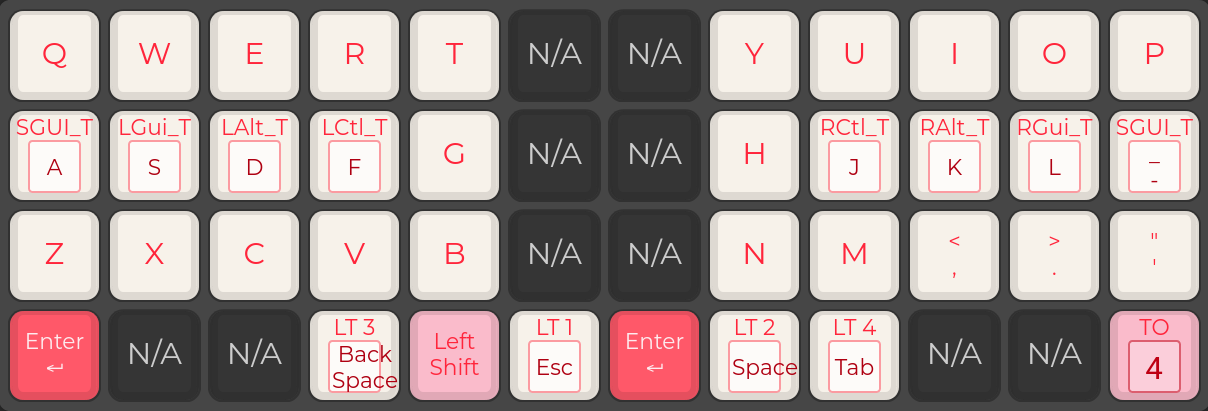 Q W E R T N/A N/A Y U I O P
SGUI_T LGui_T LAlt_T LCtl_T RCtl_T RAlt_T RGui_T SGUI_T
A S D F G N/A N/A H J K L _
-
Z X C V B N/A N/A N M < > "
, . '
Enter N/A N/A LT 3 Left LT 1 Enter LT 2 LT 4 N/A N/A TO
↵ Back Space Shift Esc ↵ Space Tab 4